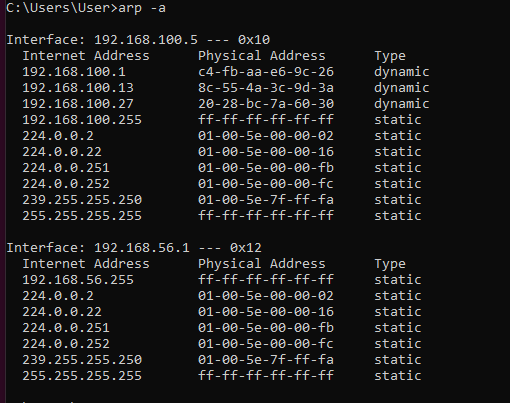 C:\Users\User>arp -a
Interface: 192.168.100.5 --- 0x10
Internet Address Physical Address Type
192.168.100.1 c4-fb-aa-e6-9c-26 dynamic
192.168.100.13 8c-55-4a-3c-9d-3a dynamic
192.168.100.27 20-28-bc-7a-60-30 dynamic
192.168.100.255 ff-ff-ff-ff-ff-ff static
224.0.0.2 01-00-5e-00-00-02 static
224.0.0.22 01-00-5e-00-00-16 static
224.0.0.251 01-00-5e-00-00-fb static
224.0.0.252 01-00-5e-00-00-fc static
239.255.255.250 01-00-5e-7f-ff-fa static
255.255.255.255 ff-ff-ff-ff-ff-ff static
Interface: 192.168.56.1 --- 0x12
Internet Address Physical Address Type
192.168.56.255 ff-ff-ff-ff-ff-ff static
224.0.0.2 01-00-5e-00-00-02 static
224.0.0.22 01-00-5e-00-00-16 static
224.0.0.251 01-00-5e-00-00-fb static
224.0.0.252 01-00-5e-00-00-fc static
239.255.255.250 01-00-5e-7f-ff-fa static
255.255.255.255 ff-ff-ff-ff-ff-ff static